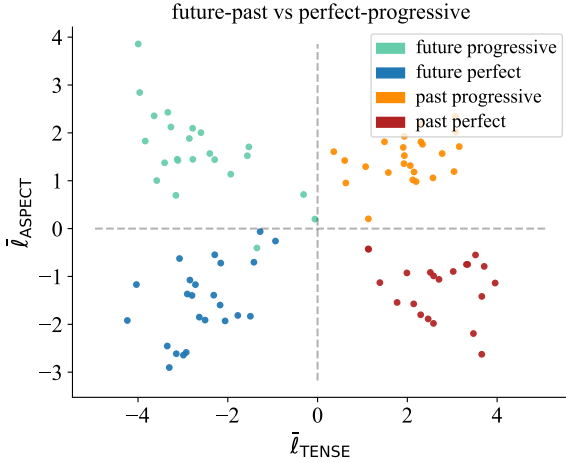 future-past vs perfect-progressive
future progressive
future perfect
past progressive
past perfect
4
3
2
1
0
−1
−2
−3
ℓ̄ASPECT
−4
−2
0
2
4
ℓ̄TENSE